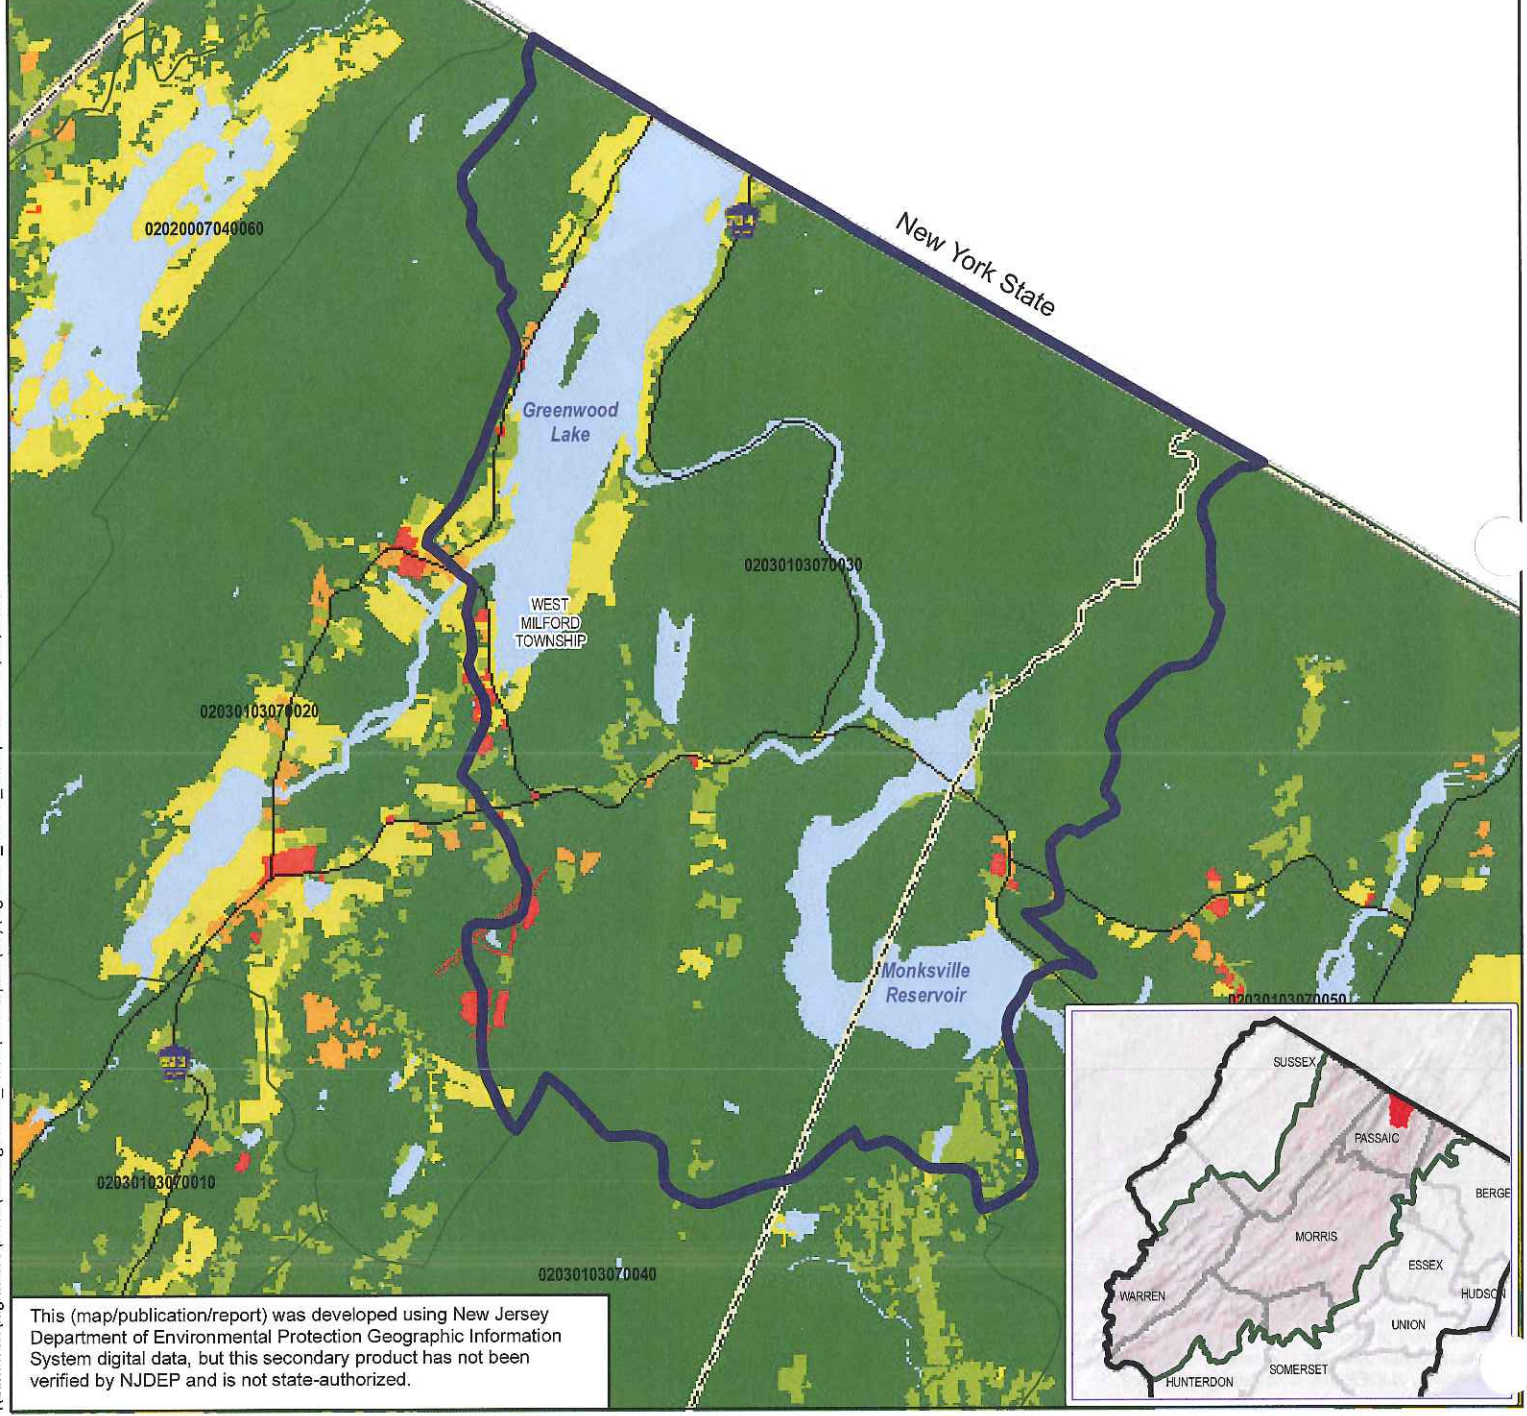 02020007040060
New York State
Greenwood
Lake
02030103070030
WEST
MILFORD
TOWNSHIP
02030103070020
Monksville
Reservoir
02030103070050
02030103070010
02030103070040
This (map/publication/report) was developed using New Jersey
Department of Environmental Protection Geographic Information
System digital data, but this secondary product has not been
verified by NJDEP and is not state-authorized.
SUSSEX
PASSAIC
BERGE
MORRIS
ESSEX
WARREN
HUDSON
UNION
SOMERSET
HUNTERDON